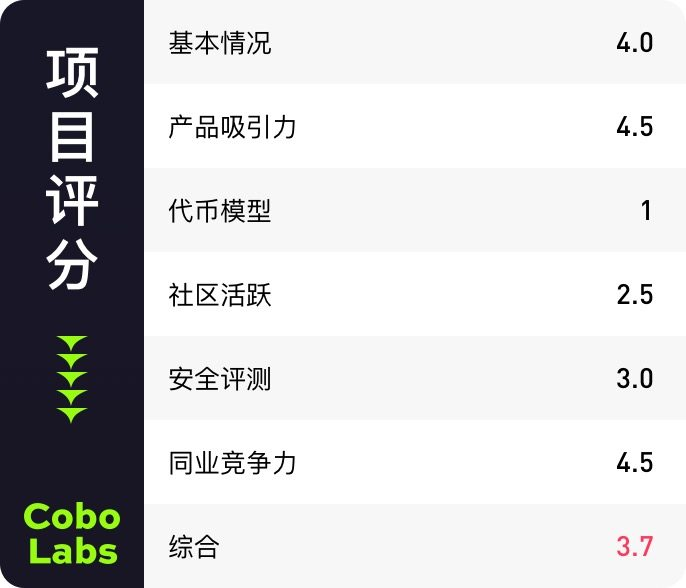 项目评分
Cobo
Labs
基本情况 4.0
产品吸引力 4.5
代币模型 1
社区活跃 2.5
安全评测 3.0
同业竞争力 4.5
综合 3.7